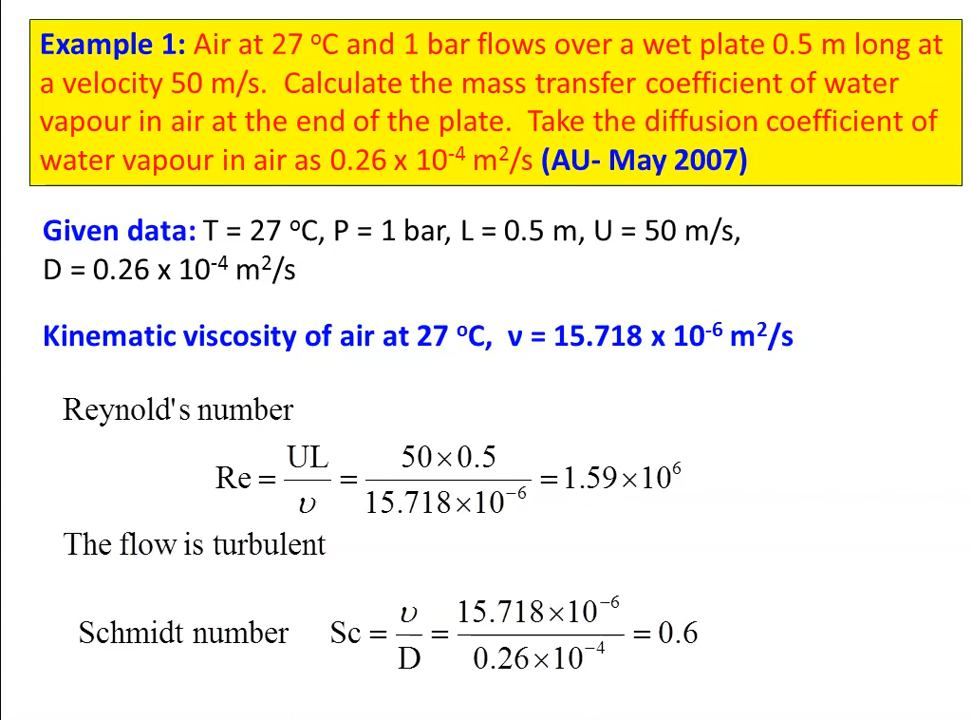 Example 1: Air at 27 ᵒC and 1 bar flows over a wet plate 0.5 m long at
a velocity 50 m/s. Calculate the mass transfer coefficient of water
vapour in air at the end of the plate. Take the diffusion coefficient of
water vapour in air as 0.26 x 10⁻⁴ m²/s (AU- May 2007)
Given data: T = 27 ᵒC, P = 1 bar, L = 0.5 m, U = 50 m/s,
D = 0.26 x 10⁻⁴ m²/s
Kinematic viscosity of air at 27 ᵒC, ν = 15.718 x 10⁻⁶ m²/s
Reynold's number
Re = UL/υ = 50×0.5/15.718×10⁻⁶ = 1.59×10⁶
The flow is turbulent
Schmidt number Sc = υ/D = 15.718×10⁻⁶/0.26×10⁻⁴ = 0.6